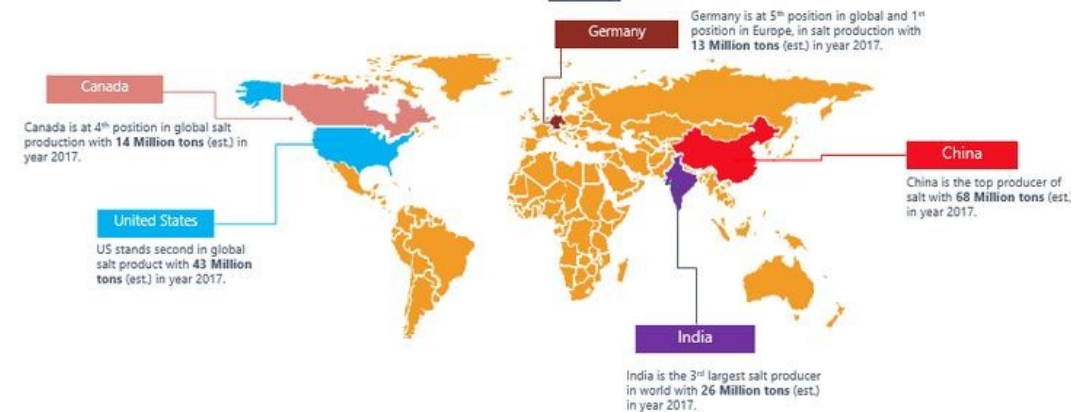 Germany
Germany is at 5th position in global and 1st
position in Europe, in salt production with
13 Million tons (est.) in year 2017.
Canada
Canada is at 4th position in global salt
production with 14 Million tons (est.) in
year 2017.
China
China is the top producer of
salt with 68 Million tons (est.)
in year 2017.
United States
US stands second in global
salt product with 43 Million
tons (est.) in year 2017.
India
India is the 3rd largest salt producer
in world with 26 Million tons (est.)
in year 2017.